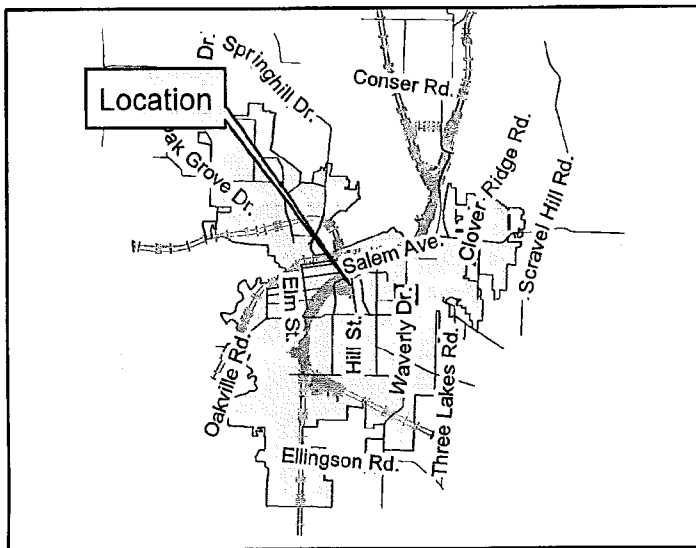 Dr.
Springhill Dr.
Conser Rd.
Location
Oak Grove Dr.
Clover Ridge Rd.
Scravel Hill Rd.
Salem Ave.
Elm St.
Hill St.
Waverly Dr.
Oakville Rd.
Three Lakes Rd.
Ellingson Rd.